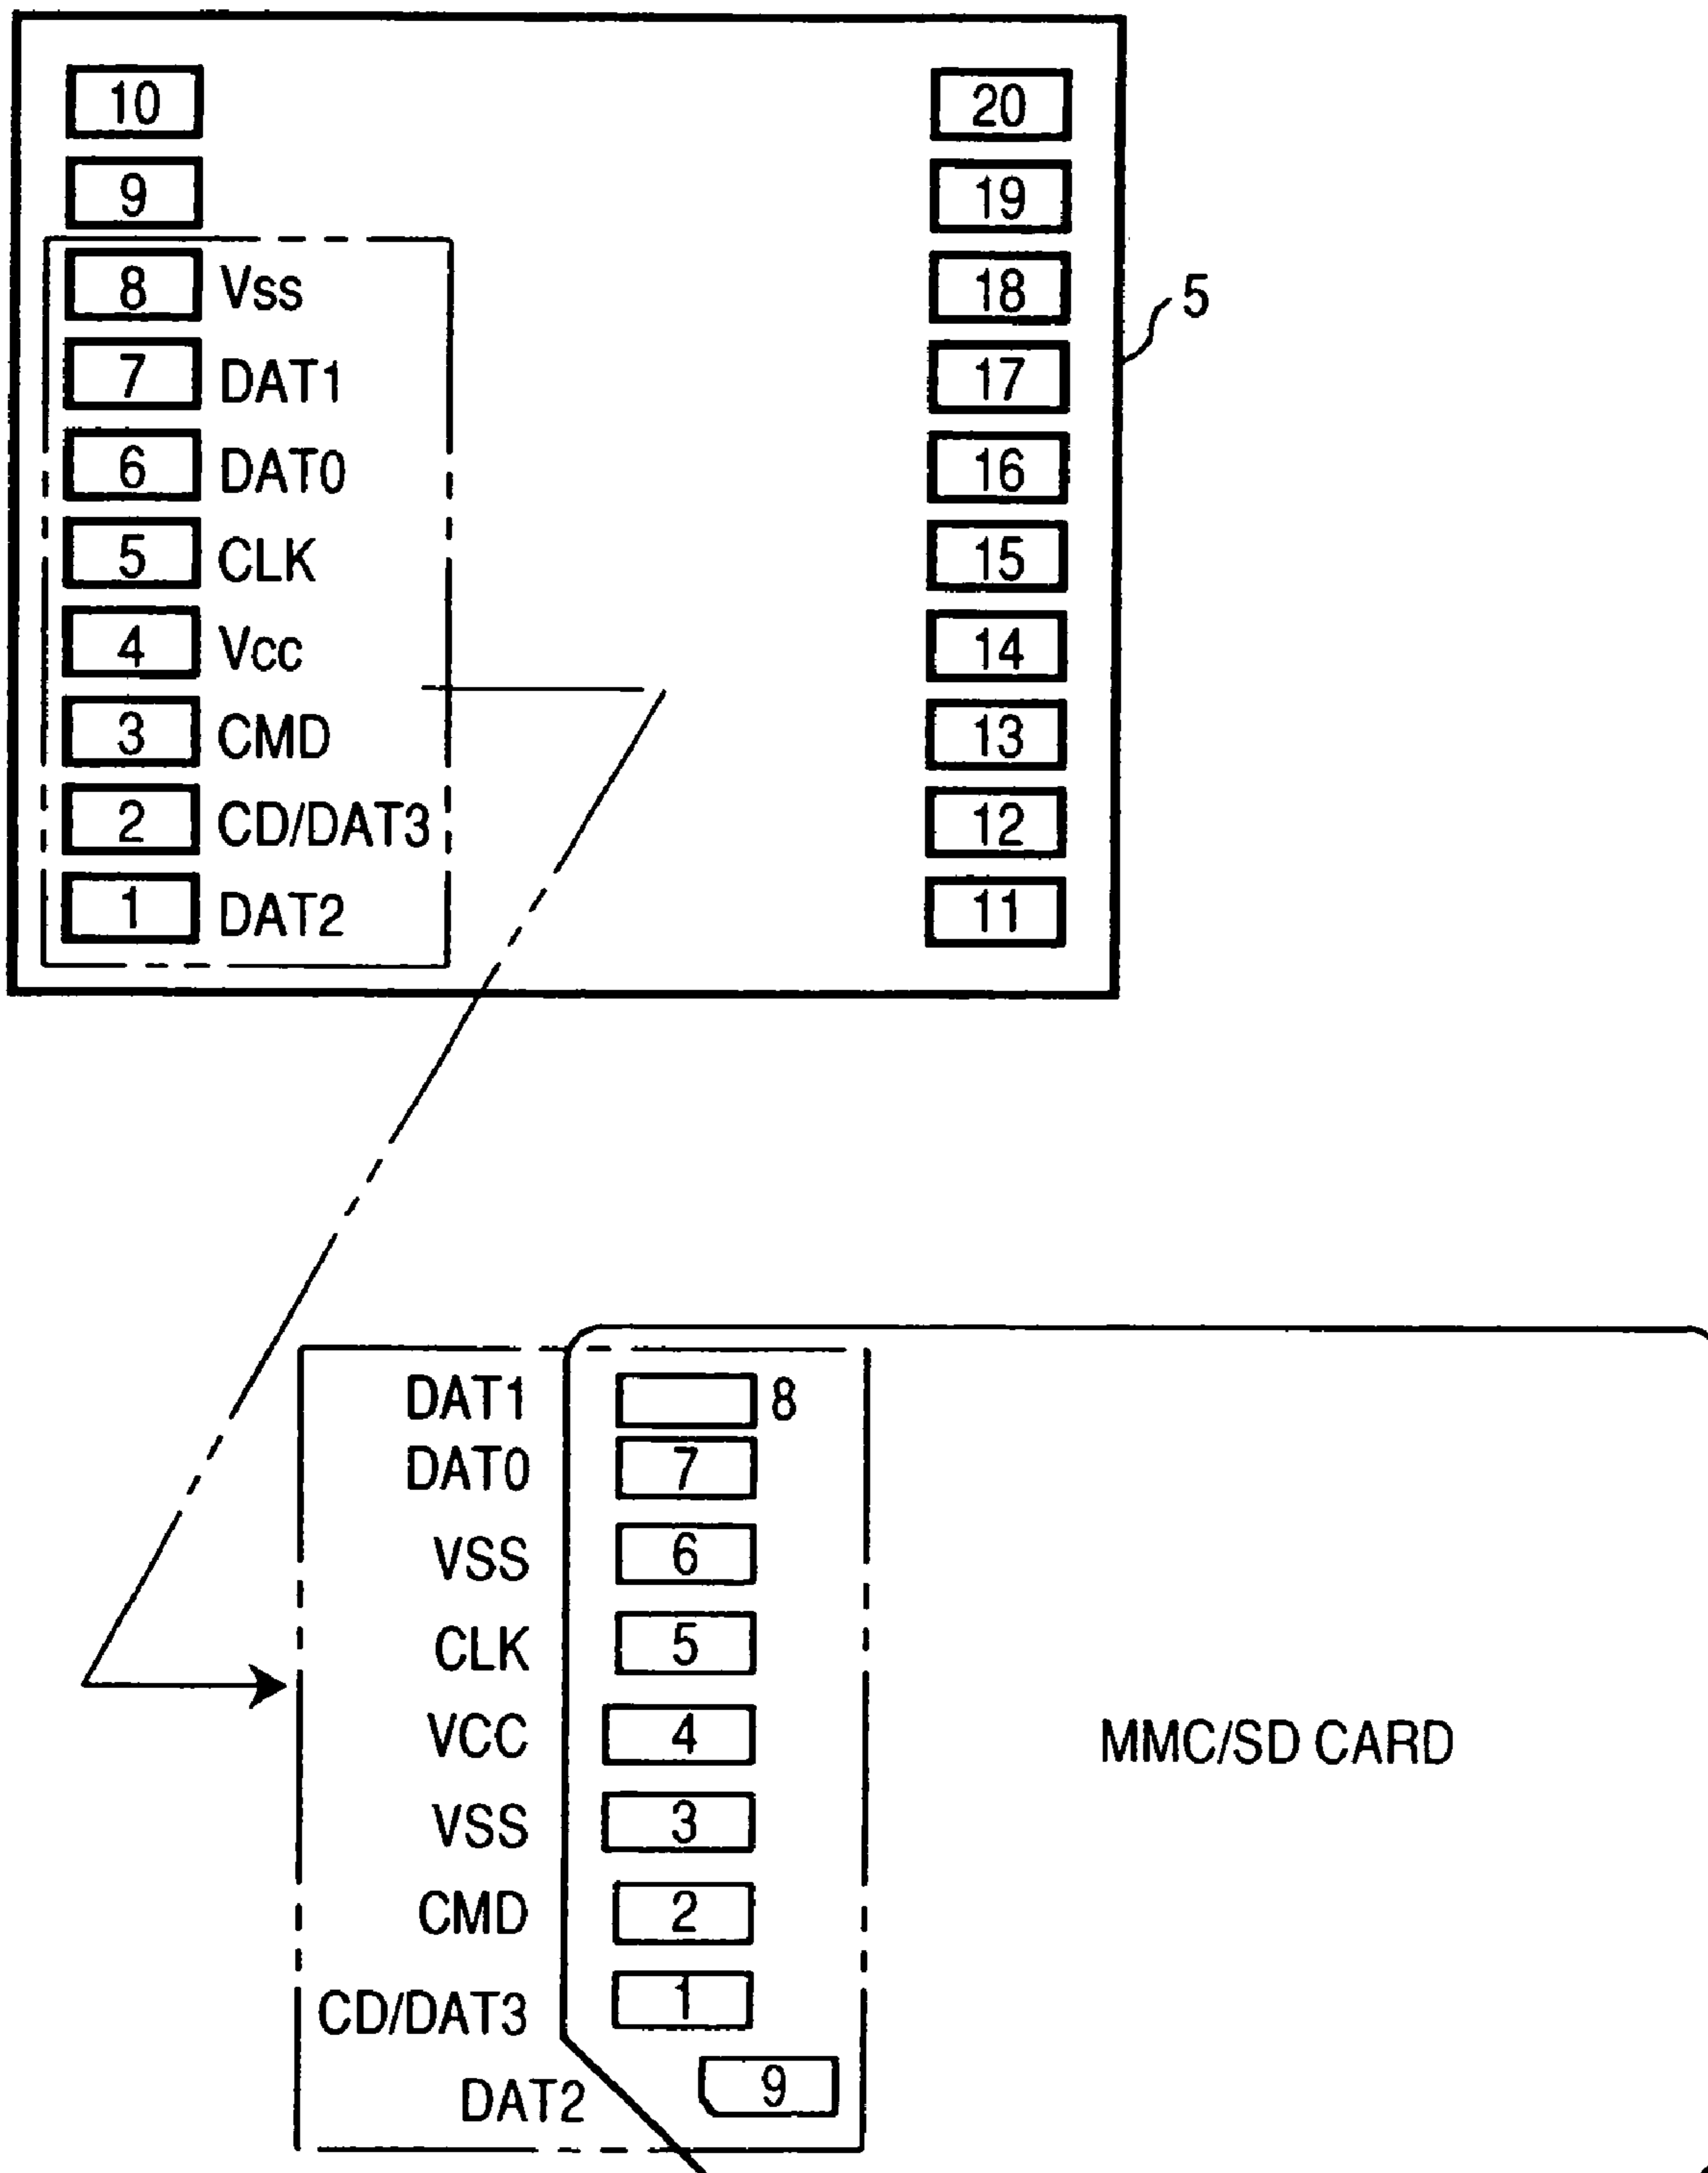 10 20
9 19
8 Vss 18
5
7 DAT1 17
6 DAT0 16
5 CLK 15
4 Vcc 14
3 CMD 13
2 CD/DAT3 12
1 DAT2 11
DAT1 8
DAT0 7
VSS 6
CLK 5
VCC 4
MMC/SD CARD
VSS 3
CMD 2
CD/DAT3 1
DAT2 9